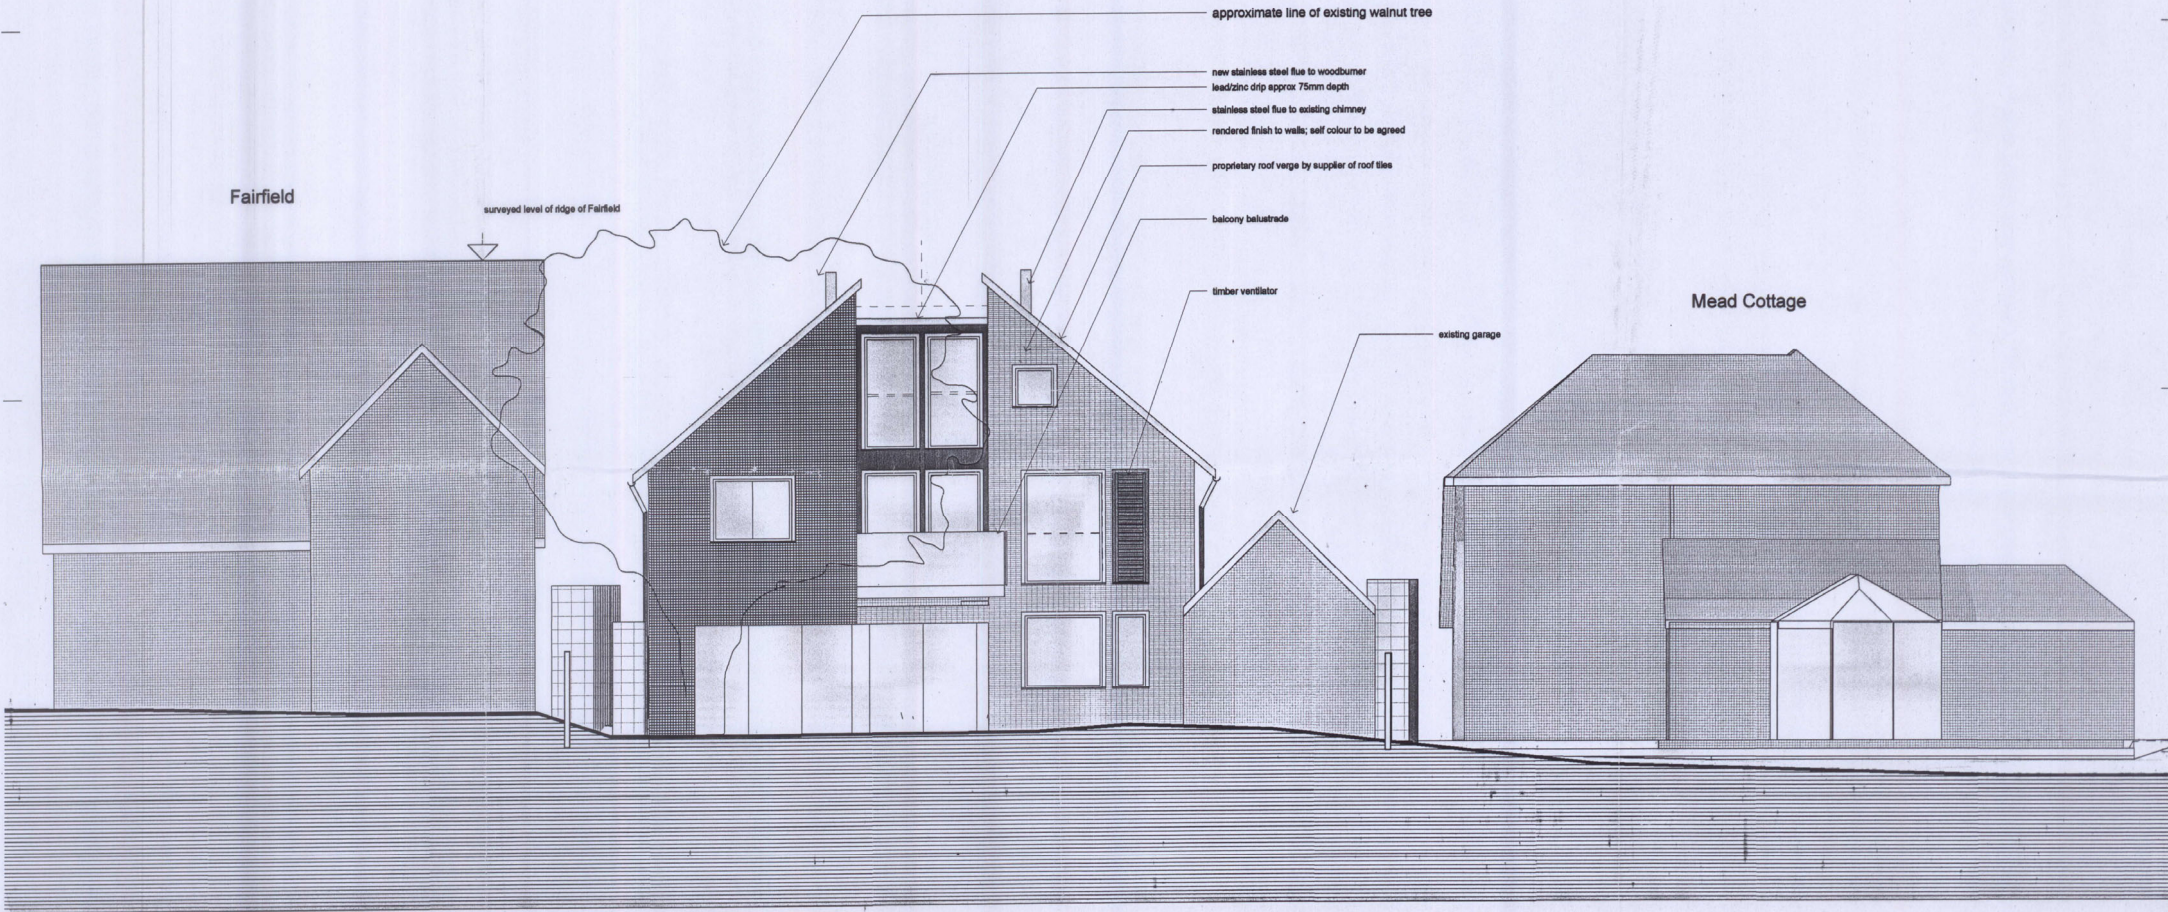 approximate line of existing walnut tree
new stainless steel flue to woodburner
lead/zinc drip approx 75mm depth
stainless steel flue to existing chimney
rendered finish to walls; self colour to be agreed
proprietary roof verge by supplier of roof tiles
Fairfield
surveyed level of ridge of Fairfield
balcony balustrade
timber ventilator
Mead Cottage
existing garage